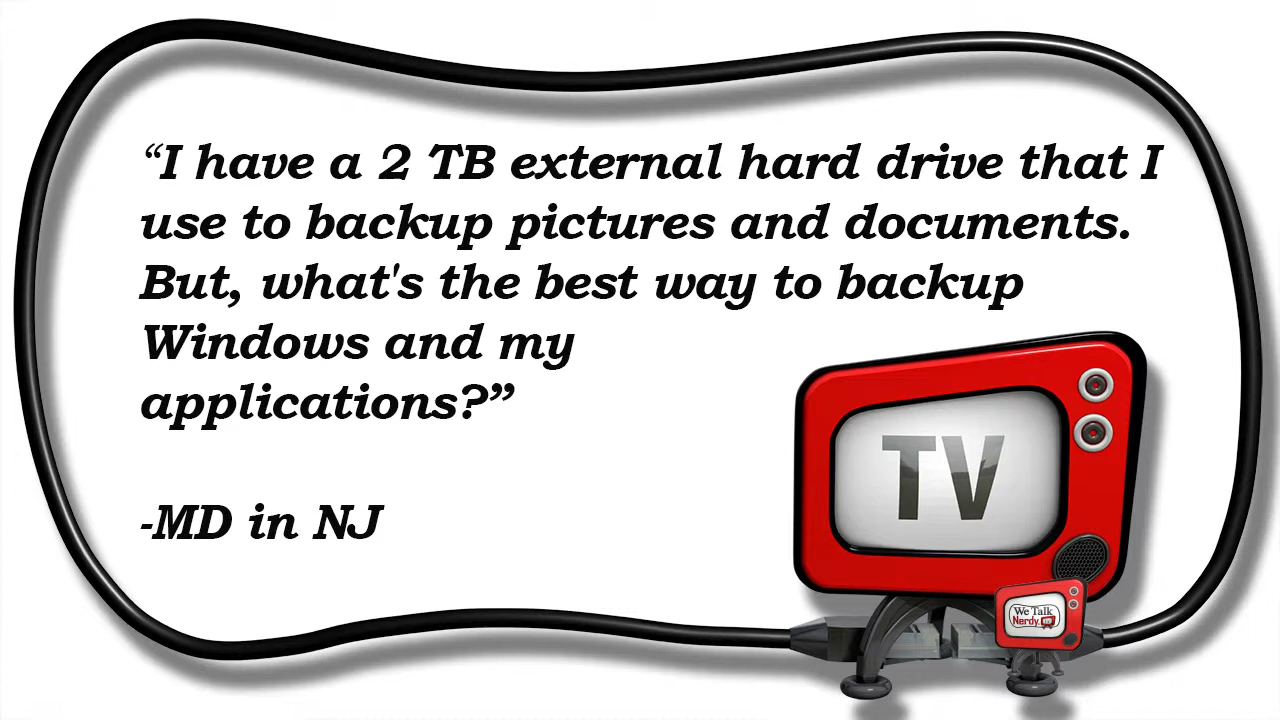 “I have a 2 TB external hard drive that I
use to backup pictures and documents.
But, what's the best way to backup
Windows and my
applications?”
-MD in NJ
TV
We Talk
Nerdy